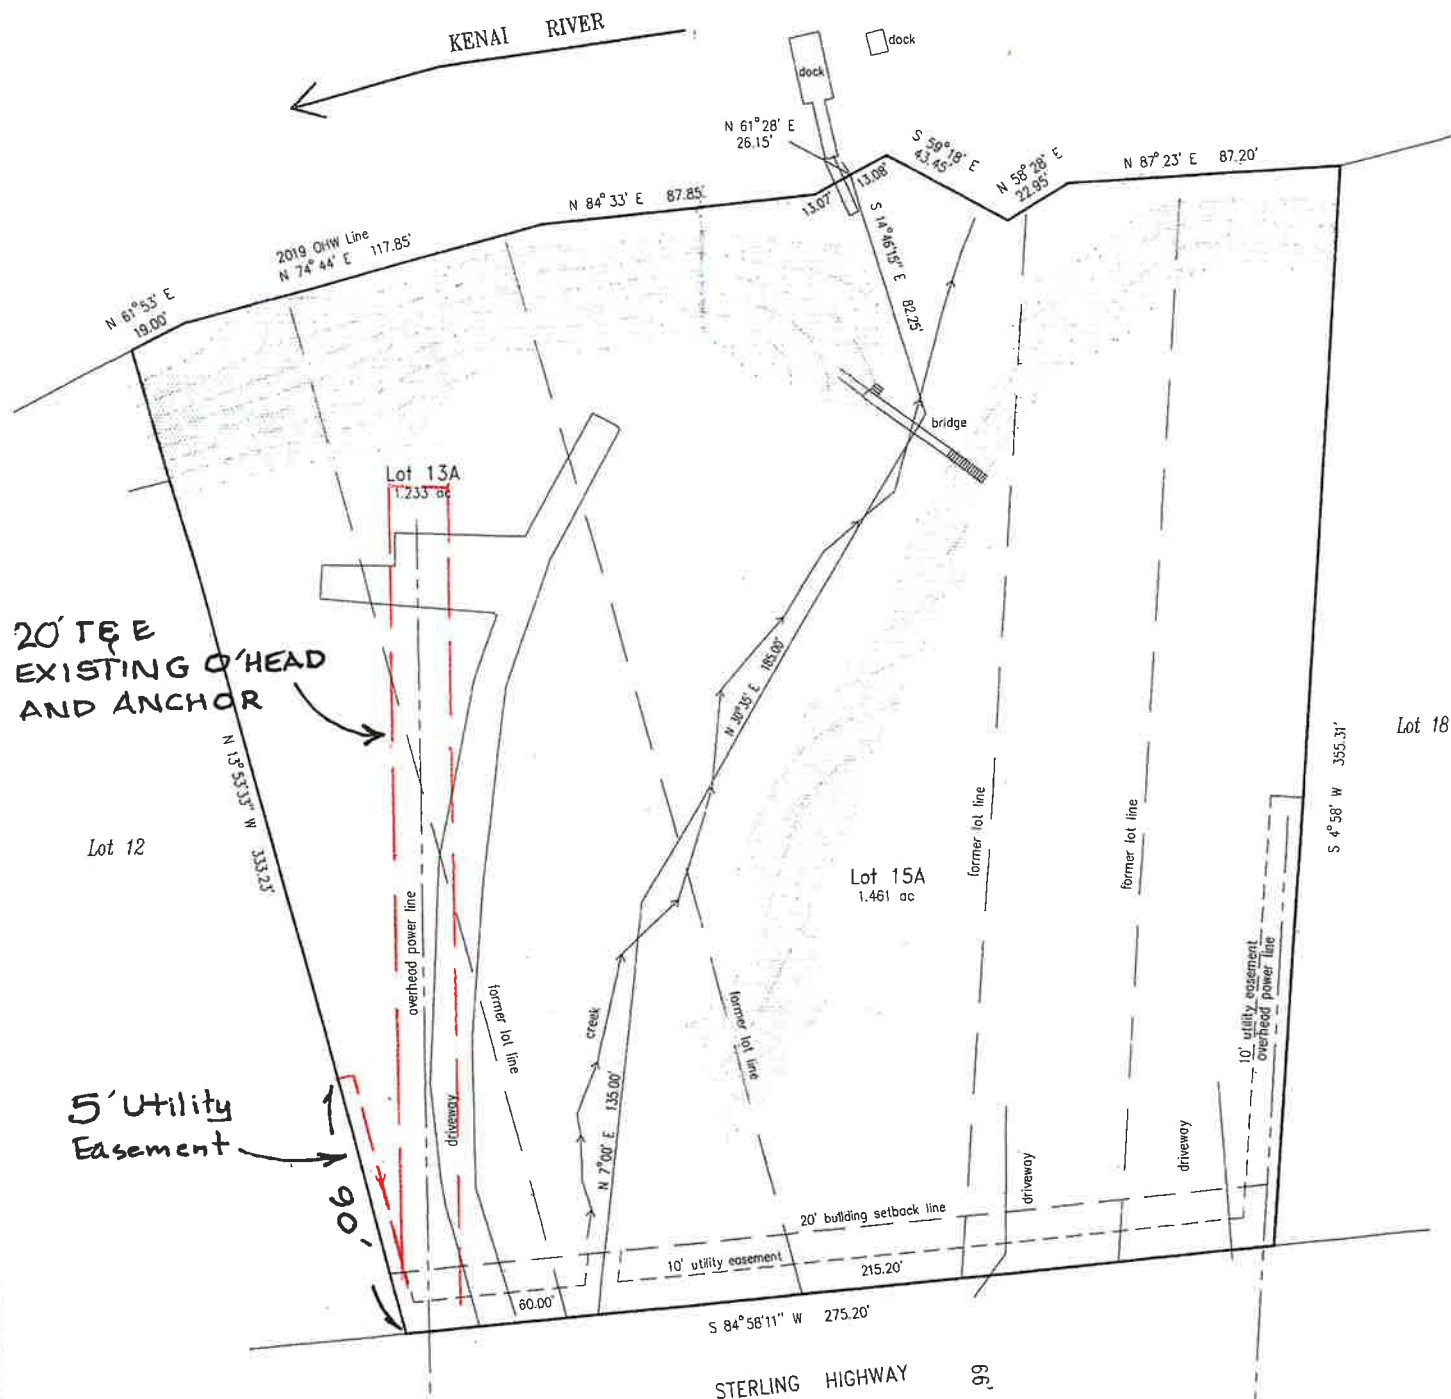 KENAI RIVER
dock
dock
N 61°28' E
26.15'
S 59°18' E
43.45'
N 58°28' E
22.95'
N 87°23' E 87.20'
13.08'
13.07'
N 84°33' E 87.85'
2019 OHW Line
N 74°44' E 117.85'
N 61°53' E
19.00'
S 14°46'15" E 82.25'
bridge
Lot 13A
1.233 ac
20' T&E
EXISTING O'HEAD
AND ANCHOR
N 30°35' E 185.00'
N 13°53'33" W 333.23'
Lot 12
Lot 18
S 4°58' W 355.31'
former lot line
former lot line
Lot 15A
1.461 ac
overhead power line
former lot line
former lot line
10' utility easement
overhead power line
creek
N 7°00' E 135.00'
5' Utility
Easement
90'
driveway
driveway
driveway
20' building setback line
10' utility easement
215.20'
60.00'
S 84°58'11" W 275.20'
STERLING HIGHWAY
66'